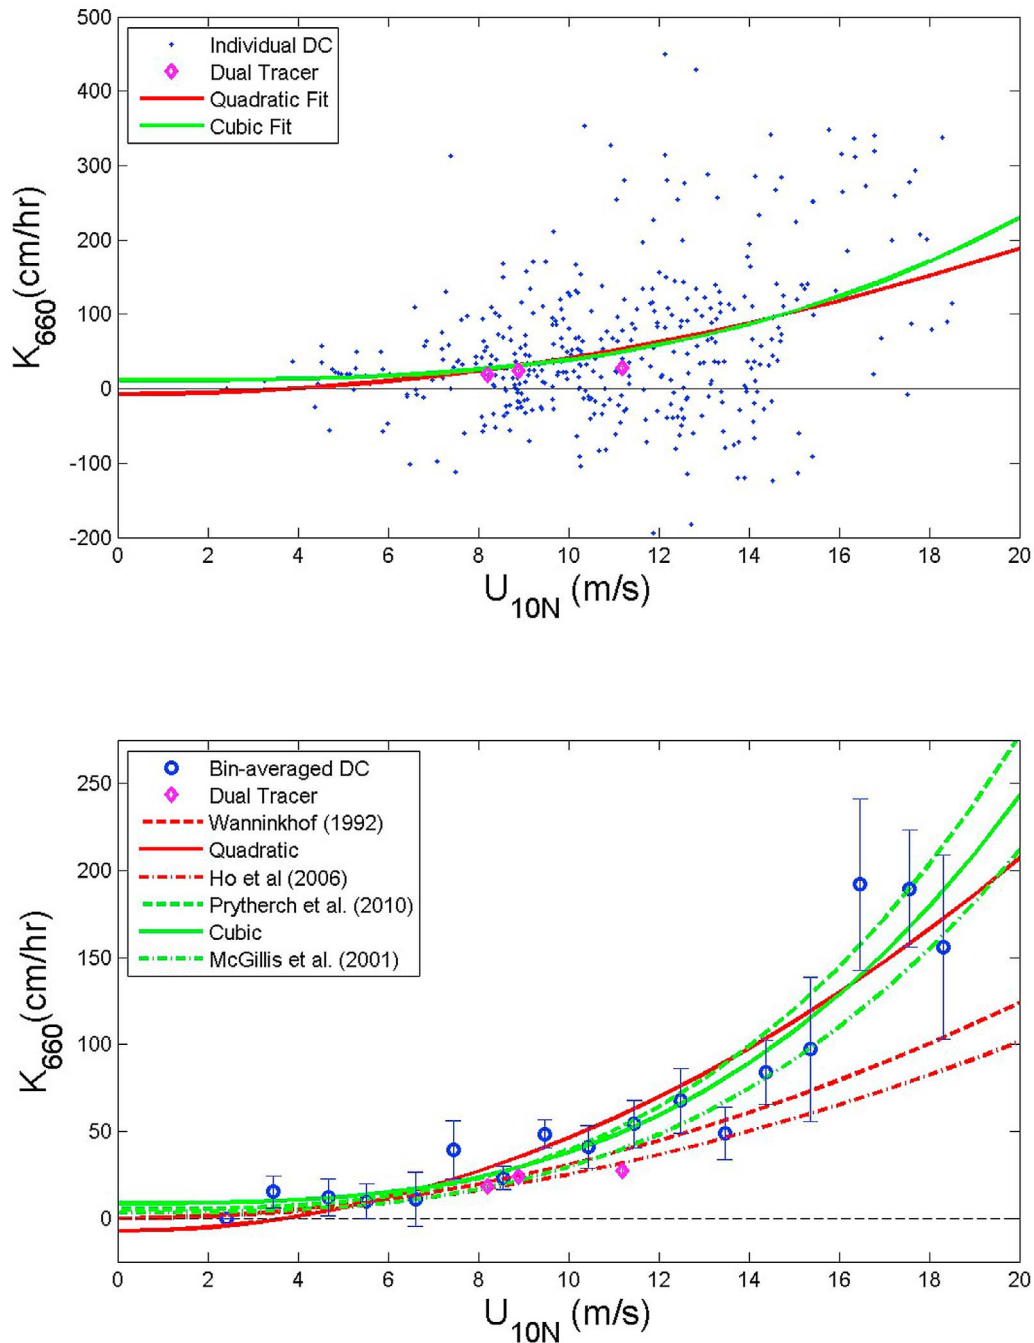 500
400
300
200
100
0
-100
-200
K660(cm/hr)
Individual DC
Dual Tracer
Quadratic Fit
Cubic Fit
0 2 4 6 8 10 12 14 16 18 20
U10N (m/s)
250
200
150
100
50
0
K660(cm/hr)
Bin-averaged DC
Dual Tracer
Wanninkhof (1992)
Quadratic
Ho et al (2006)
Prytherch et al. (2010)
Cubic
McGillis et al. (2001)
0 2 4 6 8 10 12 14 16 18 20
U10N (m/s)